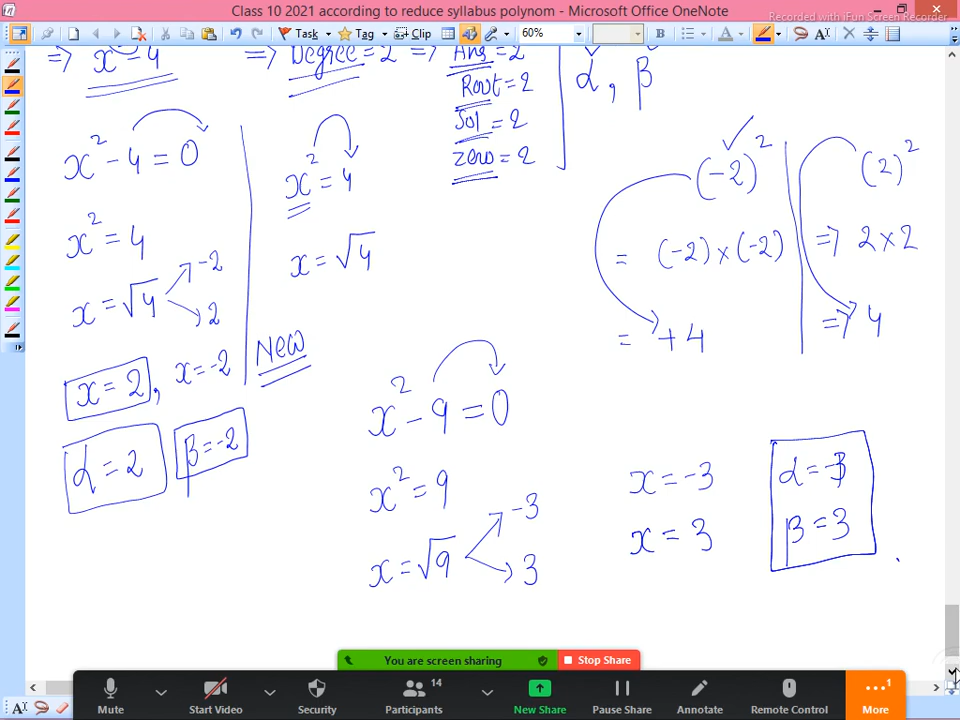 Class 10 2021 according to reduce syllabus polynom - Microsoft Office OneNote
Recorded with iFun Screen Recorder
Task
Tag
Clip
60%
B
A
=> x² - 4
=> Degree = 2 => Ans = 2
Root = 2
Sol = 2
zero = 2
α, β
x² - 4 = 0
x² = 4
x = √4
-2
2
x = 2, x = -2
α = 2
β = -2
x² = 4
x = √4
New
(-2)²
= (-2) × (-2)
= +4
(2)²
=> 2 × 2
=> 4
x² - 9 = 0
x² = 9
x = √9
-3
3
x = -3
x = 3
α = -3
β = 3
You are screen sharing
Stop Share
Mute
Start Video
Security
14
Participants
New Share
Pause Share
Annotate
Remote Control
1
More